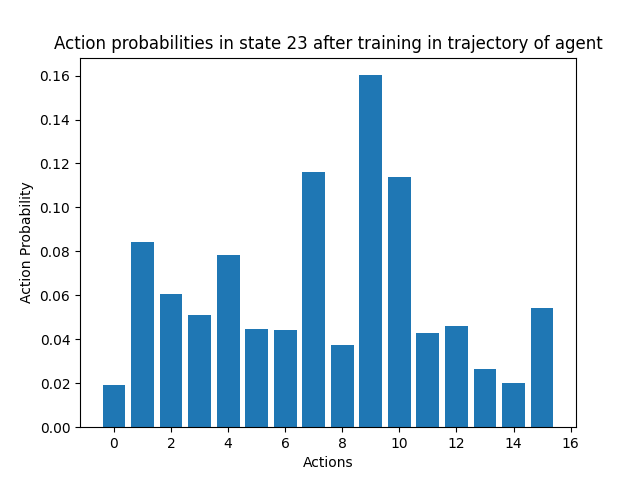 Action probabilities in state 23 after training in trajectory of agent
0.16
0.14
0.12
0.10
0.08
0.06
0.04
0.02
0.00
Action Probability
0 2 4 6 8 10 12 14 16
Actions